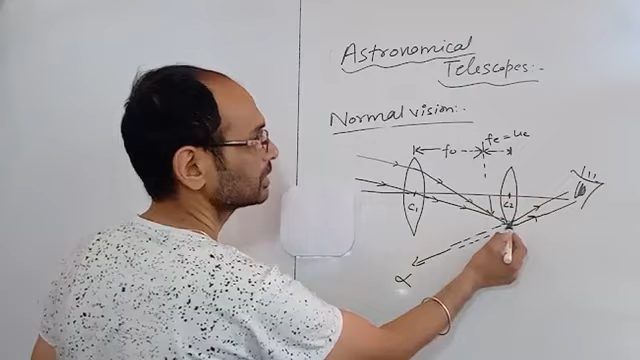 Astronomical
Telescopes:-
Normal vision:-
fo
fe = ue
C1
C2
α